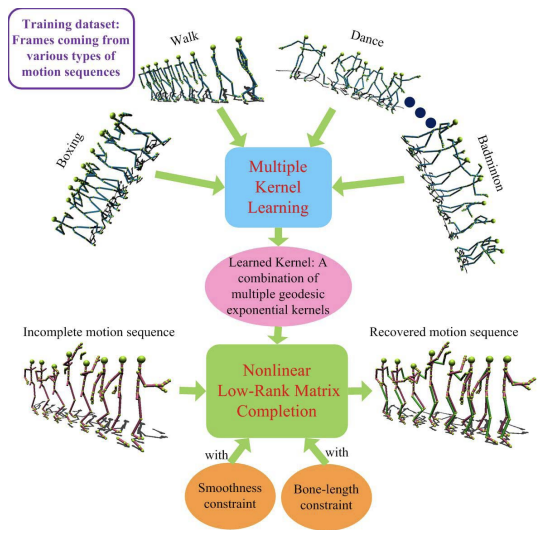 Training dataset:
Frames coming from
various types of
motion sequences
Walk
Dance
Boxing
Badminton
Multiple
Kernel
Learning
Learned Kernel: A
combination of
multiple geodesic
exponential kernels
Incomplete motion sequence
Recovered motion sequence
Nonlinear
Low-Rank Matrix
Completion
with
with
Smoothness
constraint
Bone-length
constraint